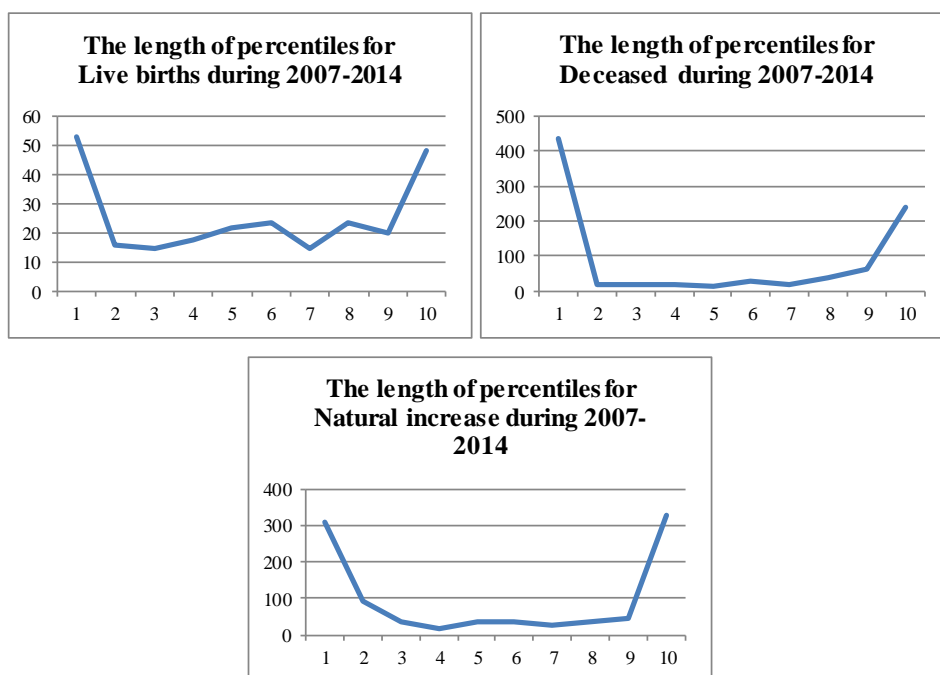 The length of percentiles for
Live births during 2007-2014
60
50
40
30
20
10
0
1 2 3 4 5 6 7 8 9 10
The length of percentiles for
Deceased during 2007-2014
500
400
300
200
100
0
1 2 3 4 5 6 7 8 9 10
The length of percentiles for
Natural increase during 2007-
2014
400
300
200
100
0
1 2 3 4 5 6 7 8 9 10